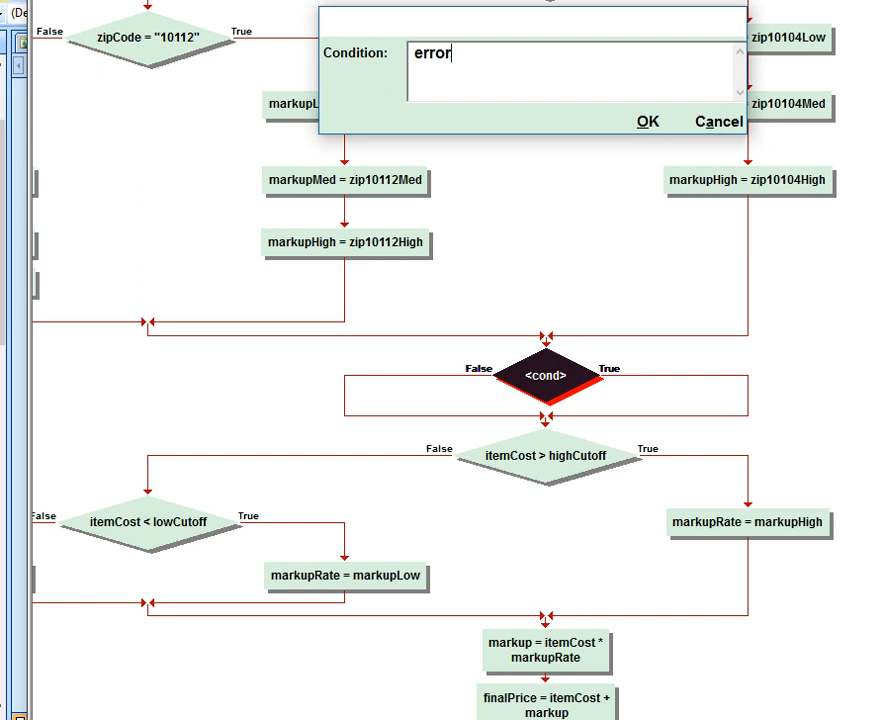 (De
False
zipCode = "10112"
True
Condition:
error
OK
Cancel
zip10104Low
markupL
zip10104Med
markupMed = zip10112Med
markupHigh = zip10104High
markupHigh = zip10112High
False
<cond>
True
False
itemCost > highCutoff
True
False
itemCost < lowCutoff
True
markupRate = markupHigh
markupRate = markupLow
markup = itemCost *
markupRate
finalPrice = itemCost +
markup